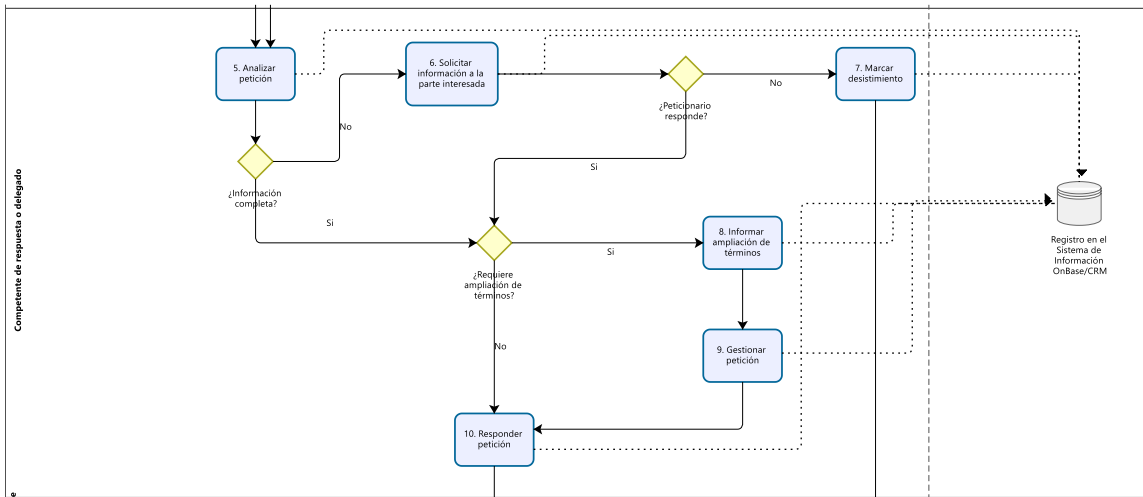 Competente de respuesta o delegado
5. Analizar
petición
6. Solicitar
información a la
parte interesada
¿Peticionario
responde?
No
7. Marcar
desistimiento
No
¿Información
completa?
Si
Si
¿Requiere
ampliación de
términos?
Si
8. Informar
ampliación de
términos
Registro en el
Sistema de
Información
OnBase/CRM
No
9. Gestionar
petición
10. Responder
petición
e